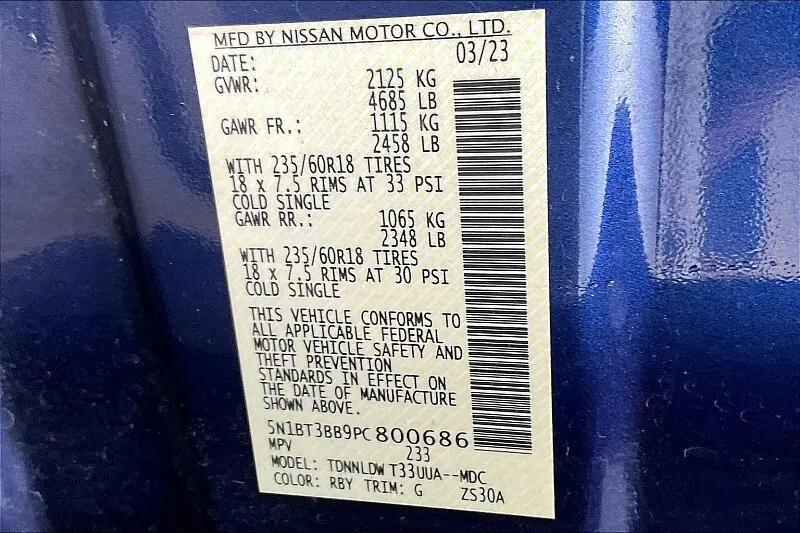 MFD BY NISSAN MOTOR CO., LTD.
DATE: 03/23
GVWR: 2125 KG
4685 LB
GAWR FR.: 1115 KG
2458 LB
WITH 235/60R18 TIRES
18 x 7.5 RIMS AT 33 PSI
COLD SINGLE
GAWR RR.: 1065 KG
2348 LB
WITH 235/60R18 TIRES
18 x 7.5 RIMS AT 30 PSI
COLD SINGLE
THIS VEHICLE CONFORMS TO
ALL APPLICABLE FEDERAL
MOTOR VEHICLE SAFETY AND
THEFT PREVENTION
STANDARDS IN EFFECT ON
THE DATE OF MANUFACTURE
SHOWN ABOVE.
5N1BT3BB9PC800686
MPV 233
MODEL: TDNNLDW T33UUA--MDC
COLOR: RBY TRIM: G ZS30A